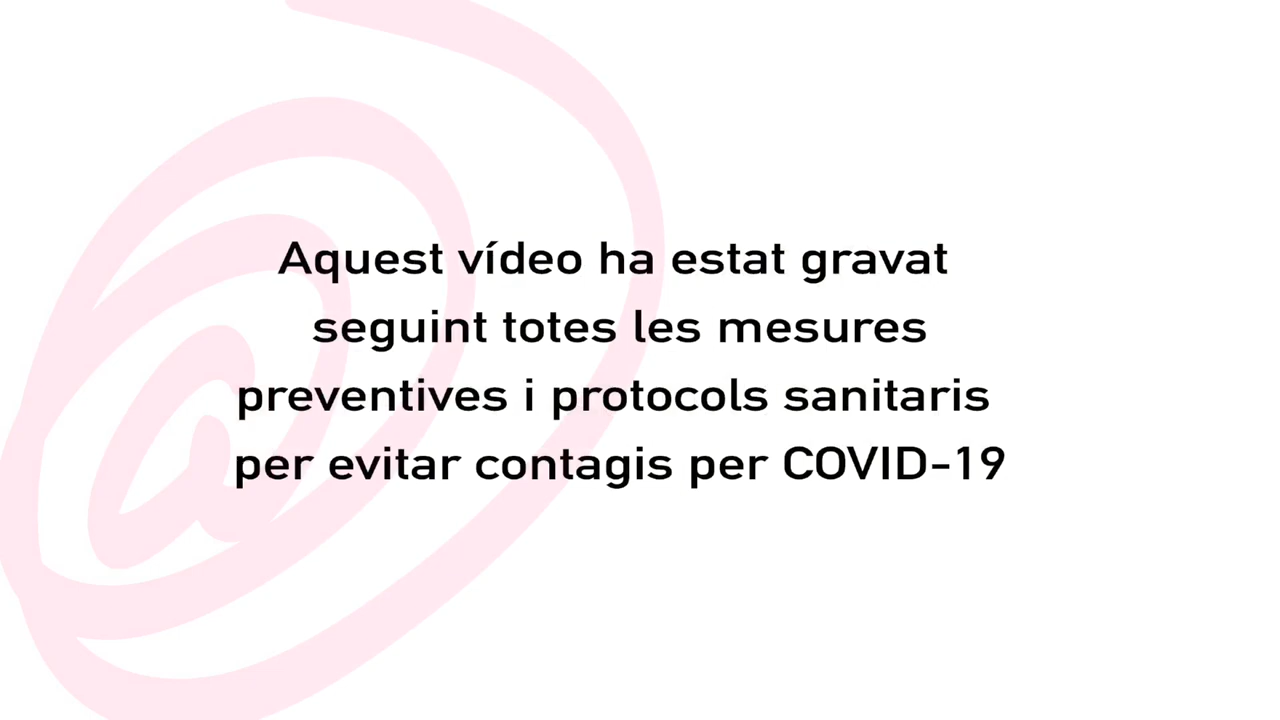 Aquest vídeo ha estat gravat
seguint totes les mesures
preventives i protocols sanitaris
per evitar contagis per COVID-19